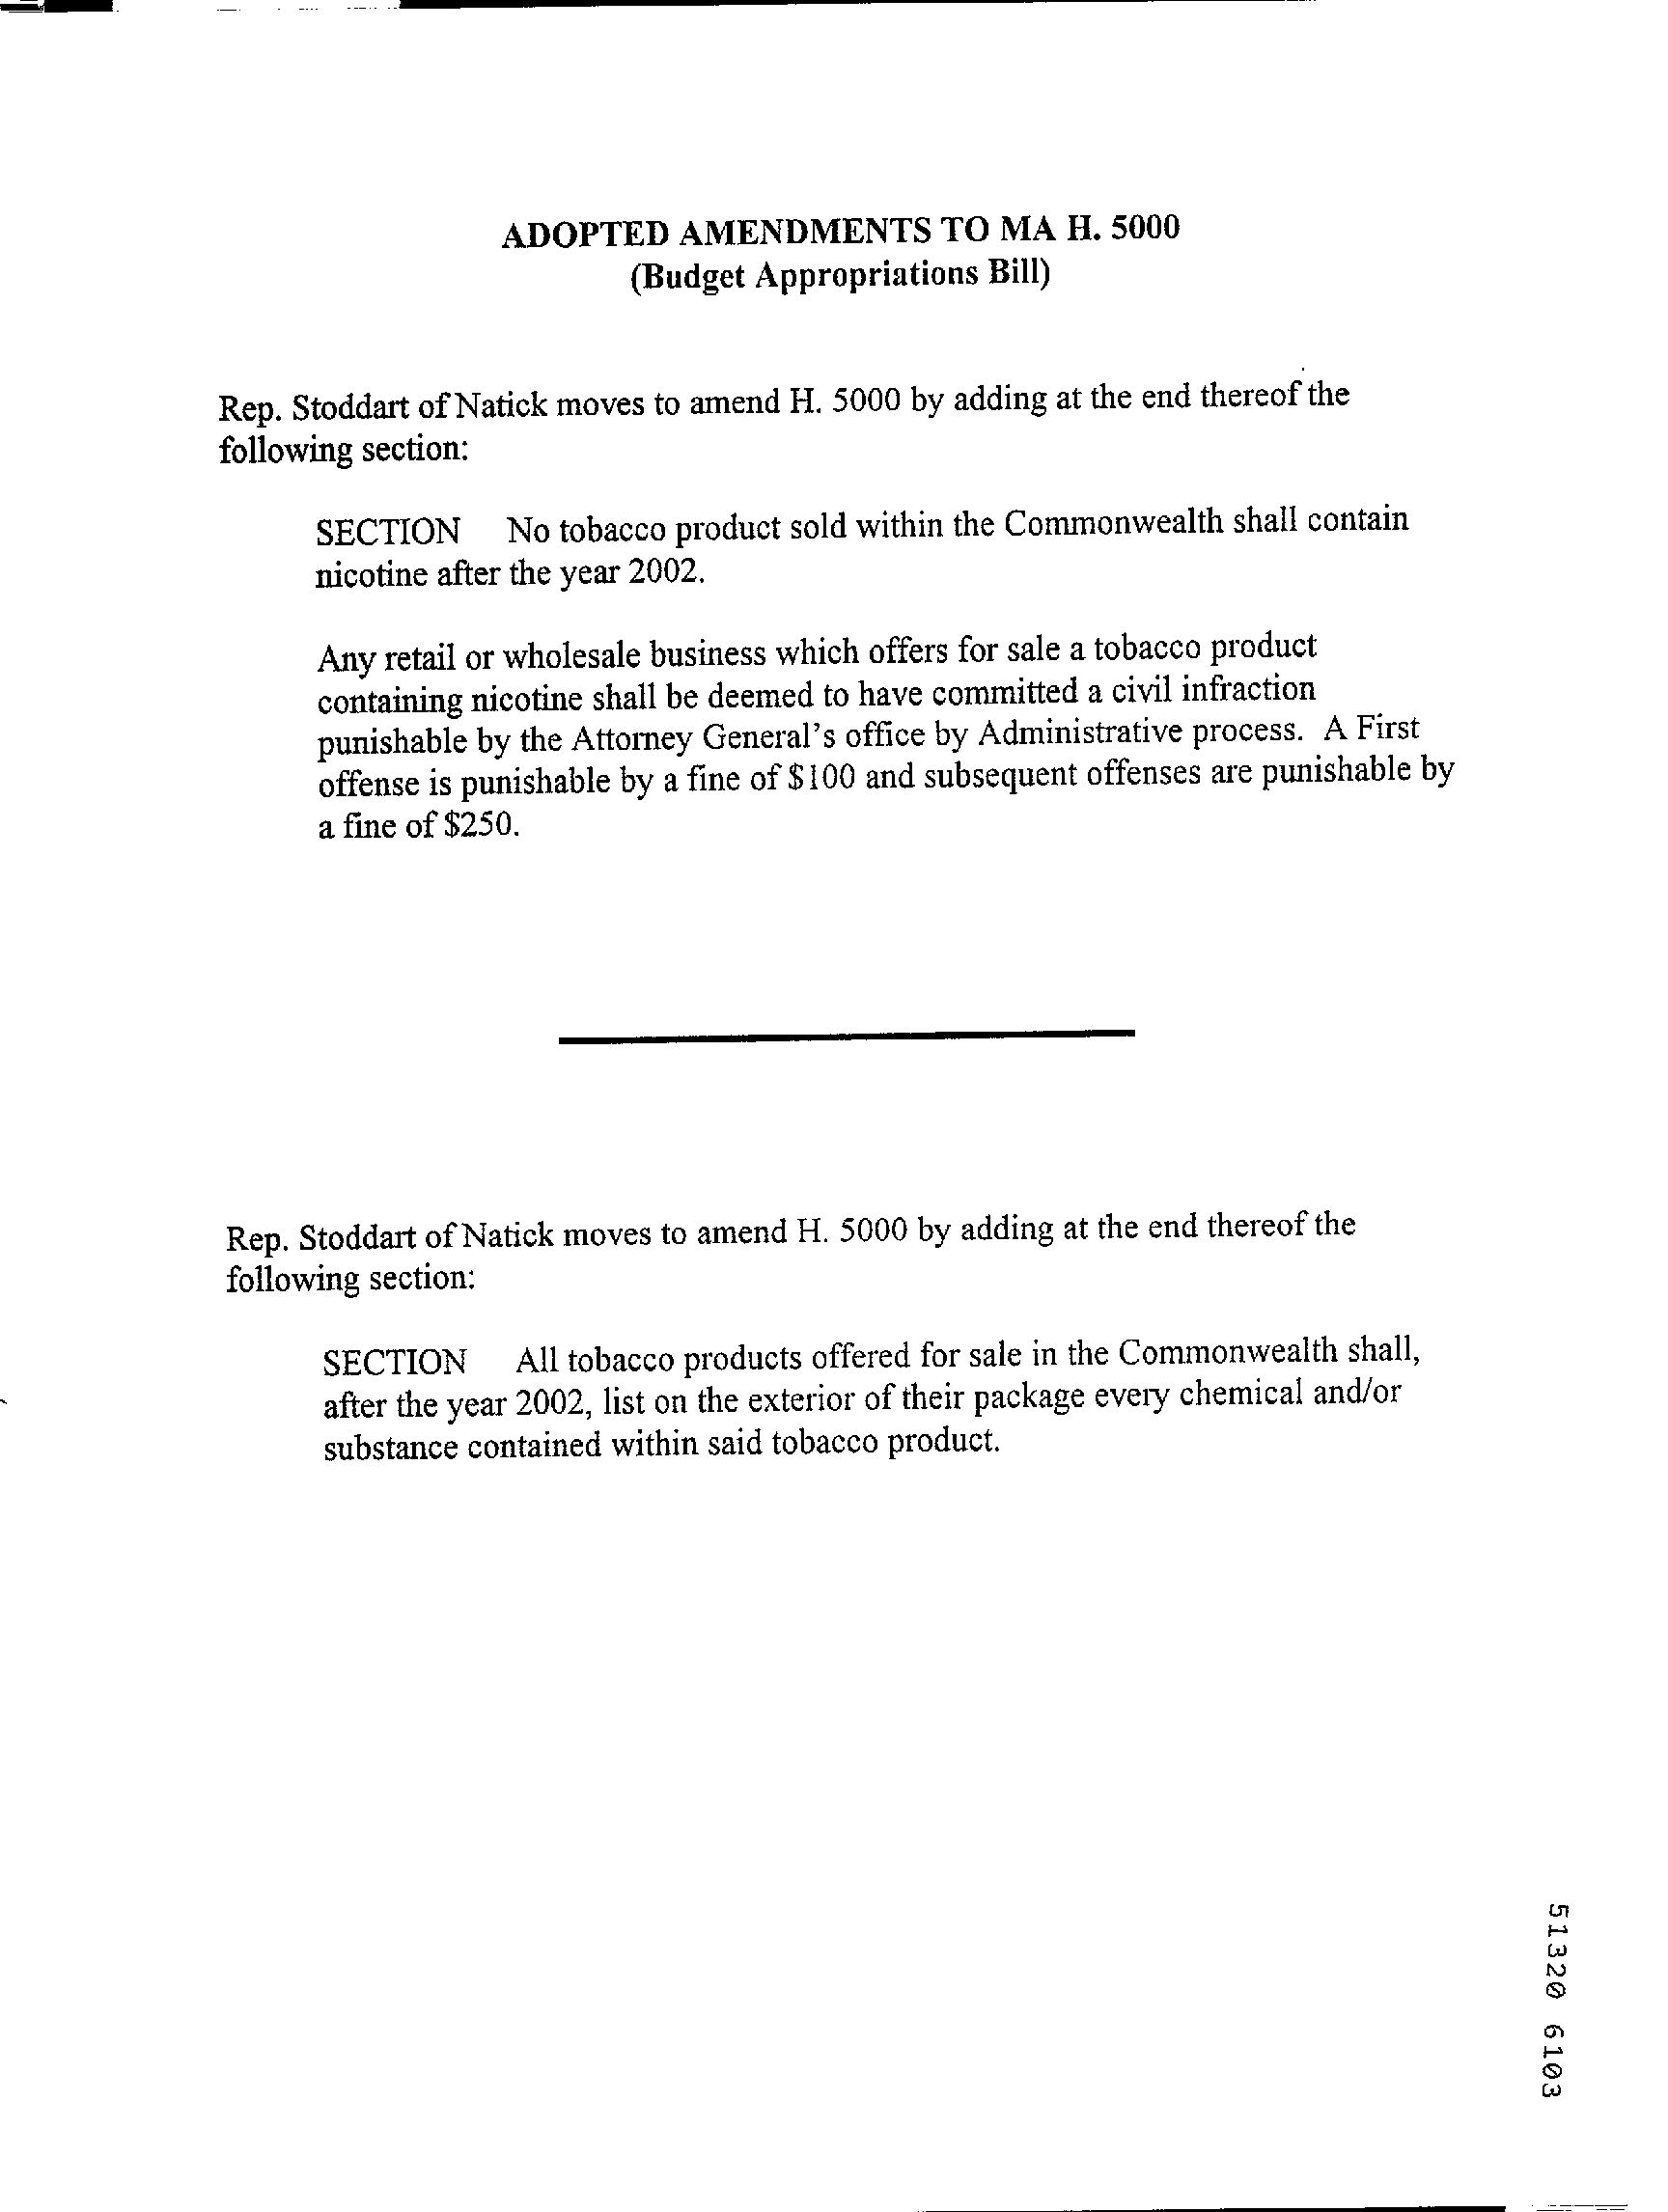 ADOPTED AMENDMENTS TO MA H. 5000
(Budget Appropriations Bill)
Rep. Stoddart of Natick moves to amend H. 5000 by adding at the end thereof the
following section:
SECTION No tobacco product sold within the Commonwealth shall contain
nicotine after the year 2002.
Any retail or wholesale business which offers for sale a tobacco product
containing nicotine shall be deemed to have committed a civil infraction
punishable by the Attorney General's office by Administrative process. A First
offense is punishable by a fine of $100 and subsequent offenses are punishable by
a fine of $250.
Rep. Stoddart of Natick moves to amend H. 5000 by adding at the end thereof the
following section:
SECTION All tobacco products offered for sale in the Commonwealth shall,
after the year 2002, list on the exterior of their package every chemical and/or
substance contained within said tobacco product.
51320 6103